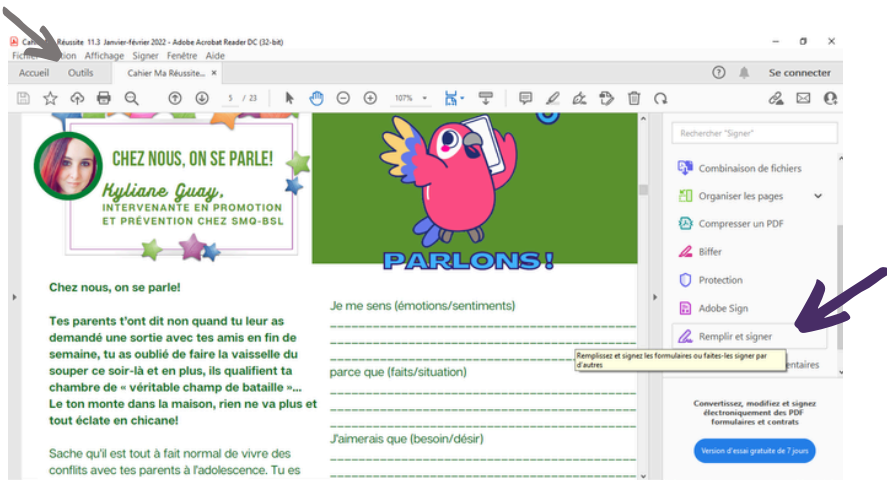 Réussite 11.3 Janvier-février 2022 - Adobe Acrobat Reader DC (32-bit)
Affichage Signer Fenêtre Aide
Accueil Outils Cahier Ma Réussite... × Se connecter
5 / 23 107%
CHEZ NOUS, ON SE PARLE!
Kyliane Guay,
INTERVENANTE EN PROMOTION
ET PRÉVENTION CHEZ SMQ-BSL
PARLONS!
Chez nous, on se parle!
Tes parents t'ont dit non quand tu leur as
demandé une sortie avec tes amis en fin de
semaine, tu as oublié de faire la vaisselle du
souper ce soir-là et en plus, ils qualifient ta
chambre de « véritable champ de bataille »...
Le ton monte dans la maison, rien ne va plus et
tout éclate en chicane!
Sache qu'il est tout à fait normal de vivre des
conflits avec tes parents à l'adolescence. Tu es
Je me sens (émotions/sentiments)
parce que (faits/situation)
J'aimerais que (besoin/désir)
Rechercher "Signer"
Combinaison de fichiers
Organiser les pages
Compresser un PDF
Biffer
Protection
Adobe Sign
Remplir et signer
Remplissez et signez les formulaires ou faites-les signer par
d'autres
Convertissez, modifiez et signez
électroniquement des PDF
formulaires et contrats
Version d'essai gratuite de 7 jours